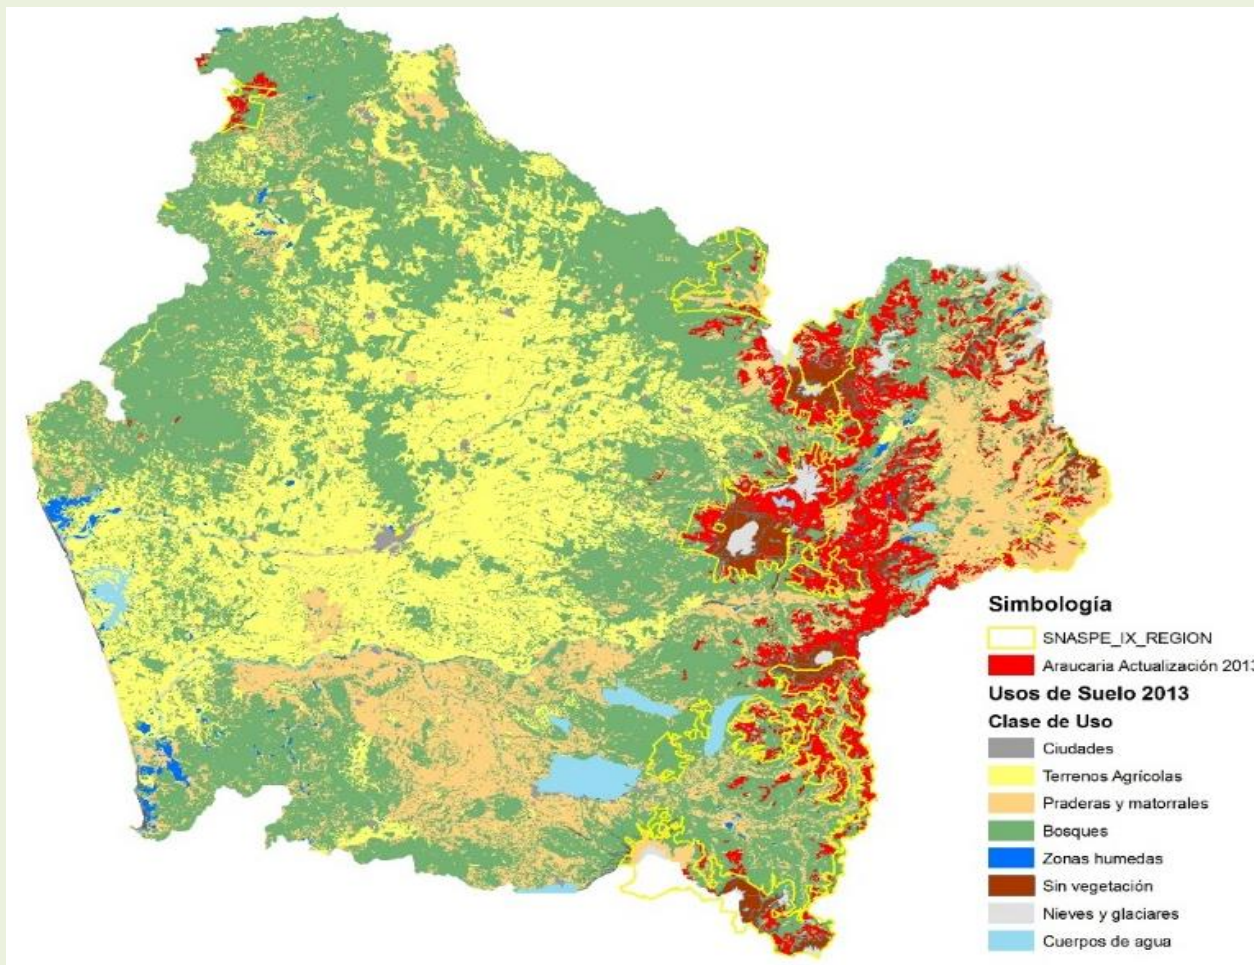 Simbología
SNASPE_IX_REGION
Araucaria Actualización 2013
Usos de Suelo 2013
Clase de Uso
Ciudades
Terrenos Agrícolas
Praderas y matorrales
Bosques
Zonas humedas
Sin vegetación
Nieves y glaciares
Cuerpos de agua